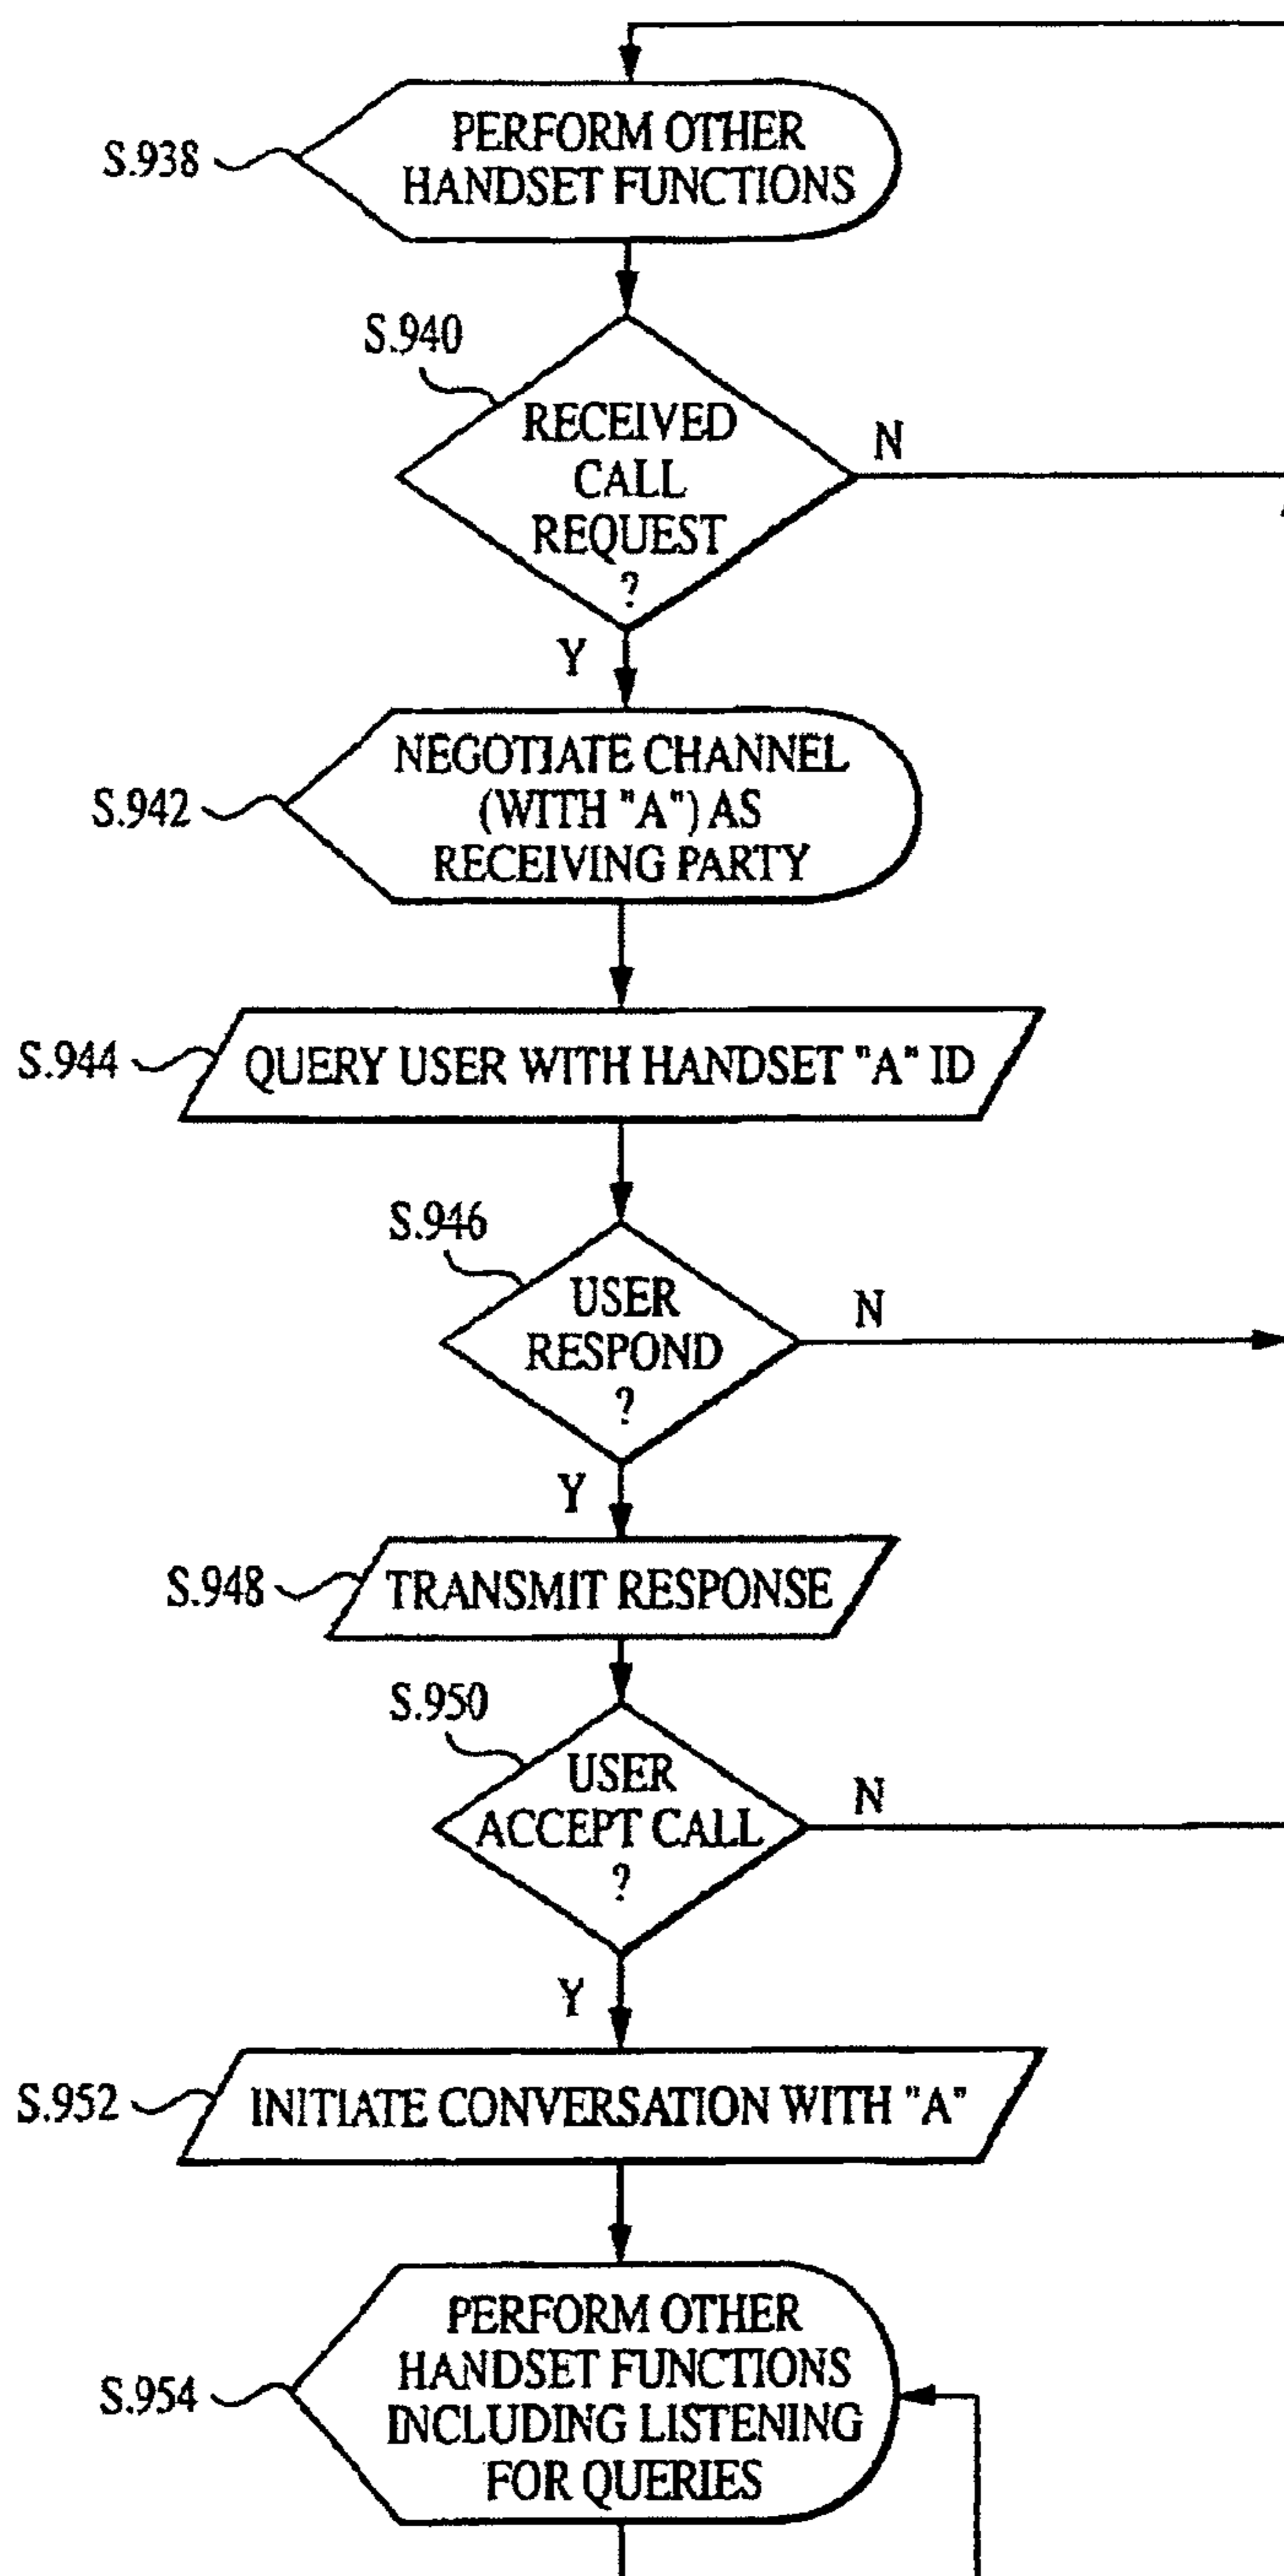 S.938
PERFORM OTHER
HANDSET FUNCTIONS
S.940
RECEIVED
CALL
REQUEST
?
N
Y
S.942
NEGOTIATE CHANNEL
(WITH "A") AS
RECEIVING PARTY
S.944
QUERY USER WITH HANDSET "A" ID
S.946
USER
RESPOND
?
N
Y
S.948
TRANSMIT RESPONSE
S.950
USER
ACCEPT CALL
?
N
Y
S.952
INITIATE CONVERSATION WITH "A"
S.954
PERFORM OTHER
HANDSET FUNCTIONS
INCLUDING LISTENING
FOR QUERIES